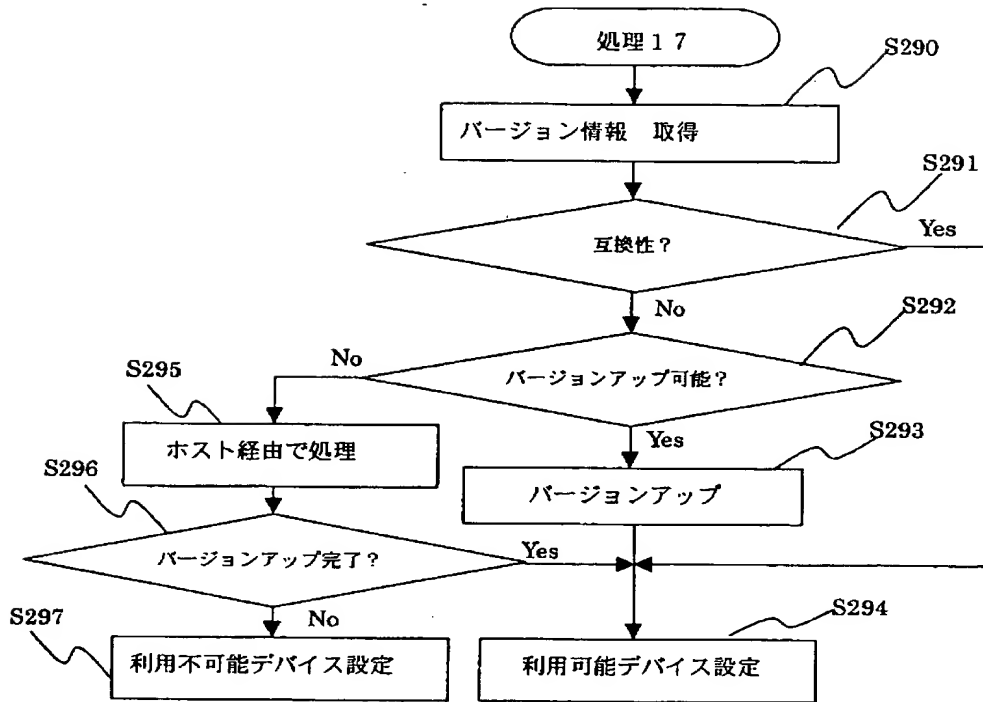 処理17
S290
バージョン情報　取得
S291
互換性?
Yes
No
S292
バージョンアップ可能?
No
S295
Yes
S293
ホスト経由で処理
バージョンアップ
S296
バージョンアップ完了?
Yes
No
S297
S294
利用不可能デバイス設定
利用可能デバイス設定